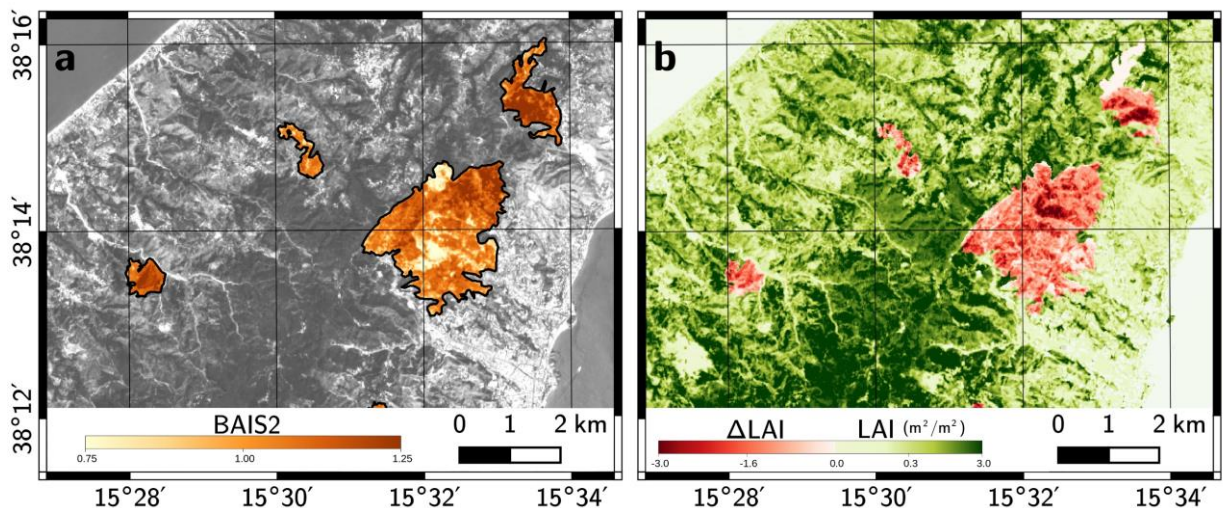 a
b
38°16′
38°14′
38°12′
BAIS2
0.75 1.00 1.25
0 1 2 km
ΔLAI LAI (m²/m²)
-3.0 -1.6 0.0 0.3 3.0
0 1 2 km
15°28′ 15°30′ 15°32′ 15°34′
15°28′ 15°30′ 15°32′ 15°34′